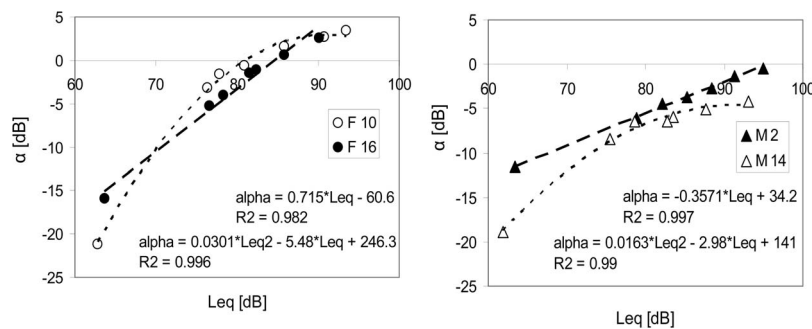 5
0
-5
-10
-15
-20
-25
60 70 80 90 100
α [dB]
Leq [dB]
F 10
F 16
alpha = 0.715*Leq - 60.6
R2 = 0.982
alpha = 0.0301*Leq2 - 5.48*Leq + 246.3
R2 = 0.996
5
0
-5
-10
-15
-20
-25
60 70 80 90 100
α [dB]
Leq [dB]
M 2
M 14
alpha = -0.3571*Leq + 34.2
R2 = 0.997
alpha = 0.0163*Leq2 - 2.98*Leq + 141
R2 = 0.99